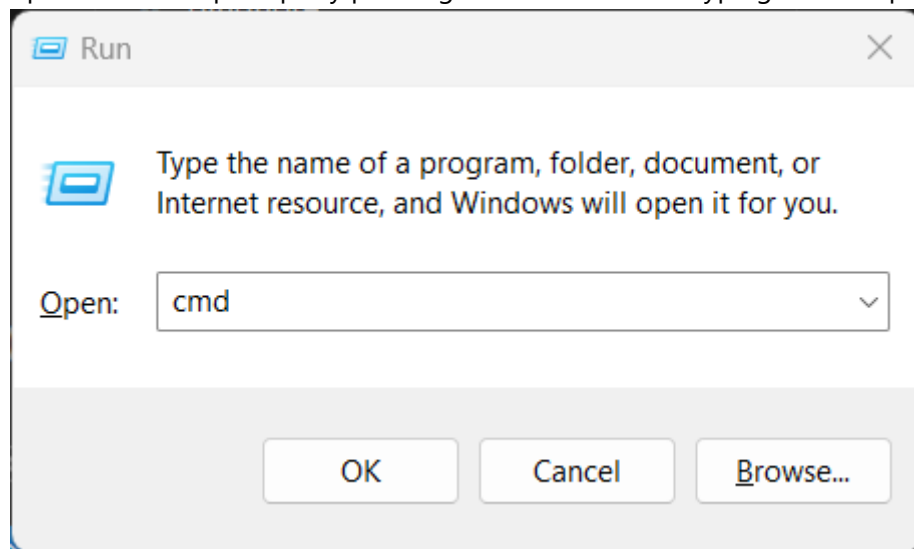 Run
Type the name of a program, folder, document, or
Internet resource, and Windows will open it for you.
Open: cmd
OK Cancel Browse...